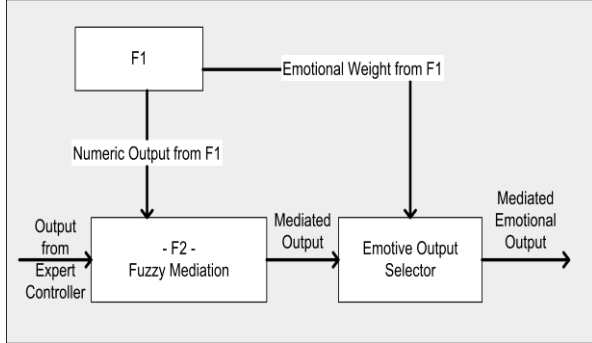 F1
Emotional Weight from F1
Numeric Output from F1
Output
from
Expert
Controller
- F2 -
Fuzzy Mediation
Mediated
Output
Emotive Output
Selector
Mediated
Emotional
Output